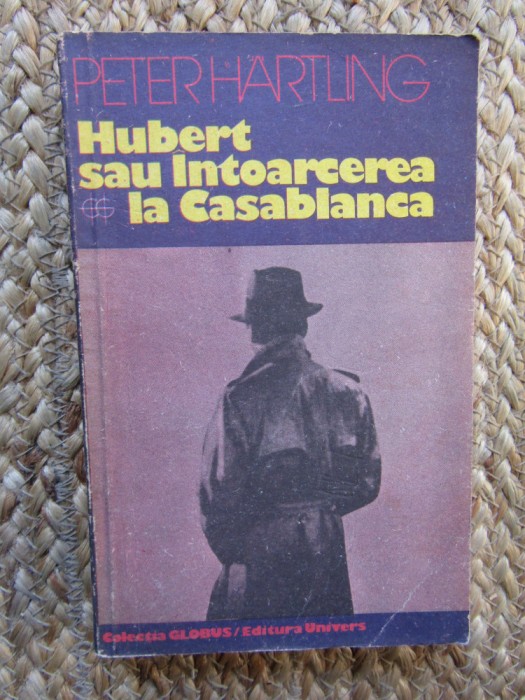 PETER HÄRTLING
Hubert
sau Intoarcerea
la Casablanca
Colecția GLOBUS/Editura Univers